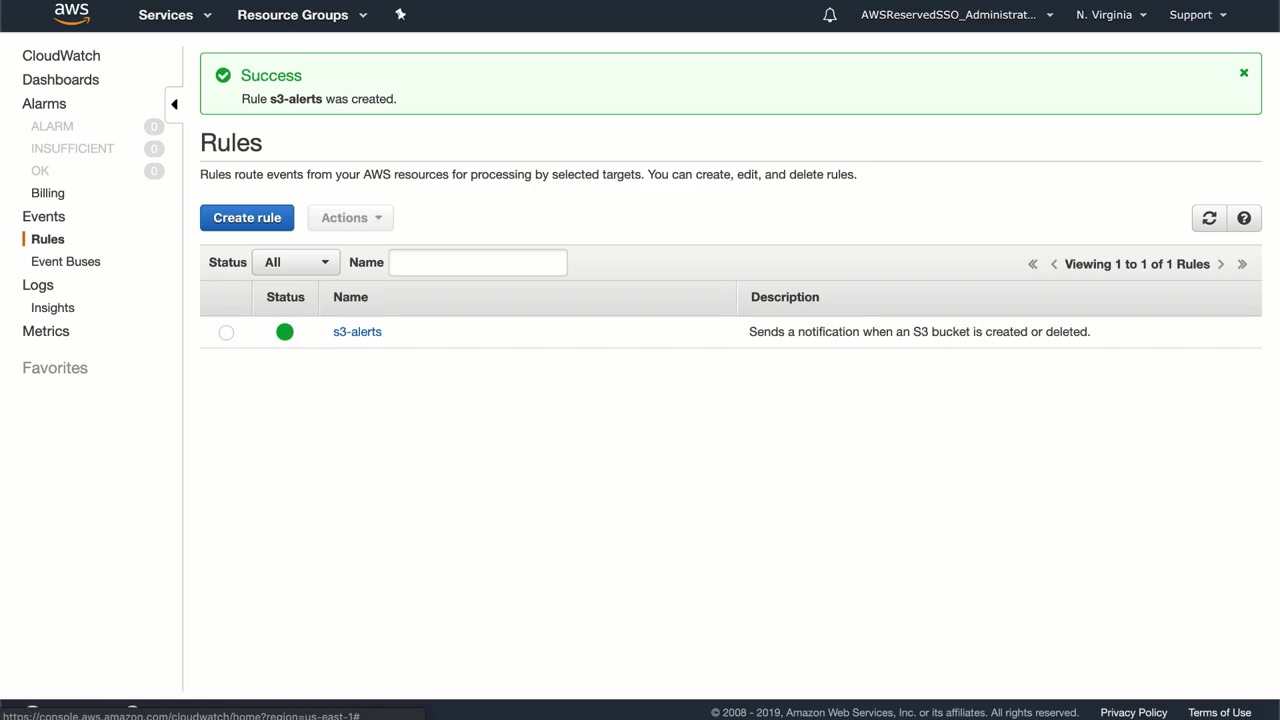 aws
Services
Resource Groups
AWSReservedSSO_Administrat...
N. Virginia
Support
CloudWatch
Dashboards
Alarms
ALARM 0
INSUFFICIENT 0
OK 0
Billing
Events
Rules
Event Buses
Logs
Insights
Metrics
Favorites
Success
Rule s3-alerts was created.
Rules
Rules route events from your AWS resources for processing by selected targets. You can create, edit, and delete rules.
Create rule
Actions
Status All Name
Viewing 1 to 1 of 1 Rules
Status Name Description
s3-alerts Sends a notification when an S3 bucket is created or deleted.
https://console.aws.amazon.com/cloudwatch/home?region=us-east-1#
© 2008 - 2019, Amazon Web Services, Inc. or its affiliates. All rights reserved. Privacy Policy Terms of Use